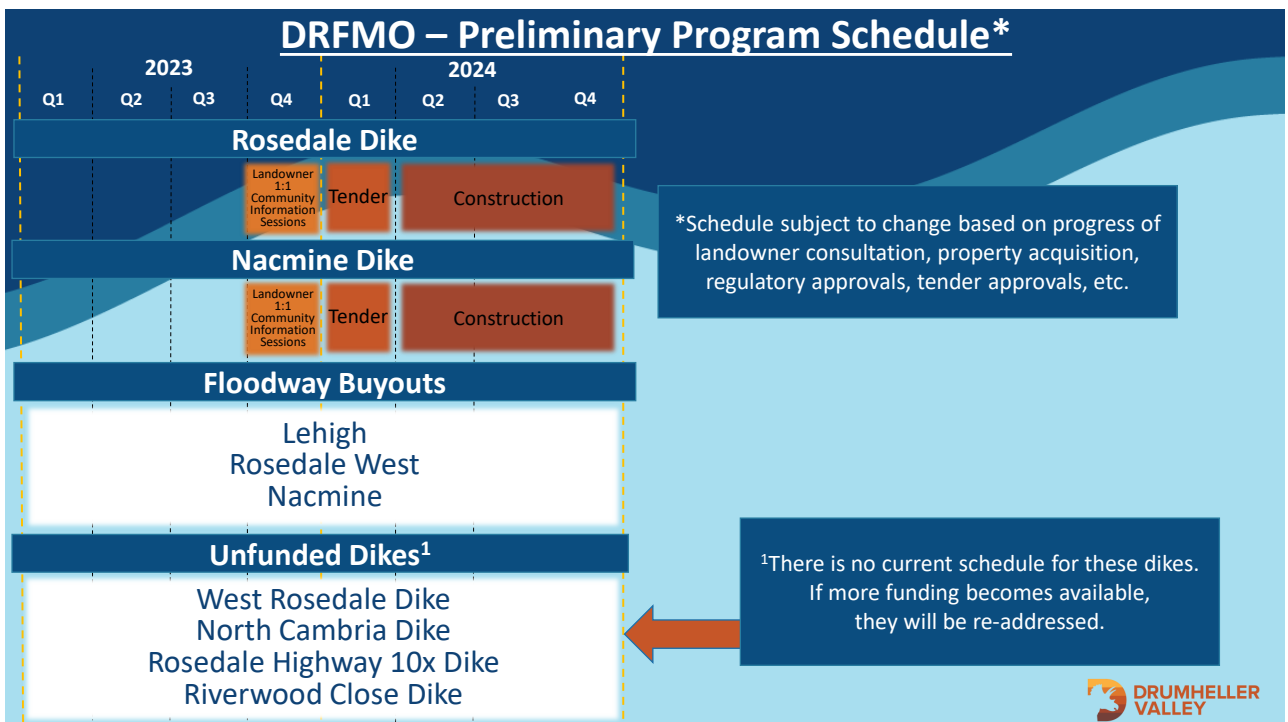 DRFMO – Preliminary Program Schedule*
2023
2024
Q1 Q2 Q3 Q4 Q1 Q2 Q3 Q4
Rosedale Dike
Landowner
1:1
Community
Information
Sessions
Tender
Construction
*Schedule subject to change based on progress of
landowner consultation, property acquisition,
regulatory approvals, tender approvals, etc.
Nacmine Dike
Landowner
1:1
Community
Information
Sessions
Tender
Construction
Floodway Buyouts
Lehigh
Rosedale West
Nacmine
Unfunded Dikes¹
West Rosedale Dike
North Cambria Dike
Rosedale Highway 10x Dike
Riverwood Close Dike
¹There is no current schedule for these dikes.
If more funding becomes available,
they will be re-addressed.
DRUMHELLER
VALLEY